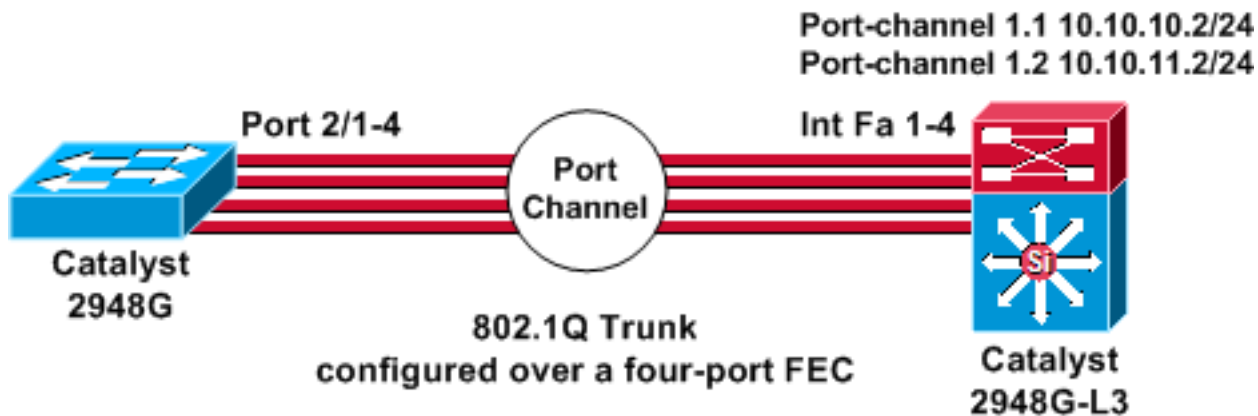 Port-channel 1.1 10.10.10.2/24
Port-channel 1.2 10.10.11.2/24
Port 2/1-4
Int Fa 1-4
Port
Channel
Si
Catalyst
2948G
802.1Q Trunk
configured over a four-port FEC
Catalyst
2948G-L3